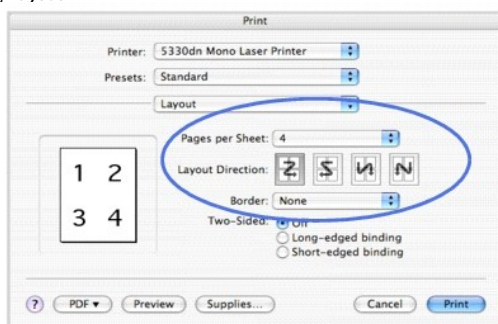 Print
Printer: 5330dn Mono Laser Printer
Presets: Standard
Layout
Pages per Sheet: 4
Layout Direction:
Border: None
Two-Sided: Off
Long-edged binding
Short-edged binding
1 2
3 4
? PDF▼ Preview Supplies... Cancel Print